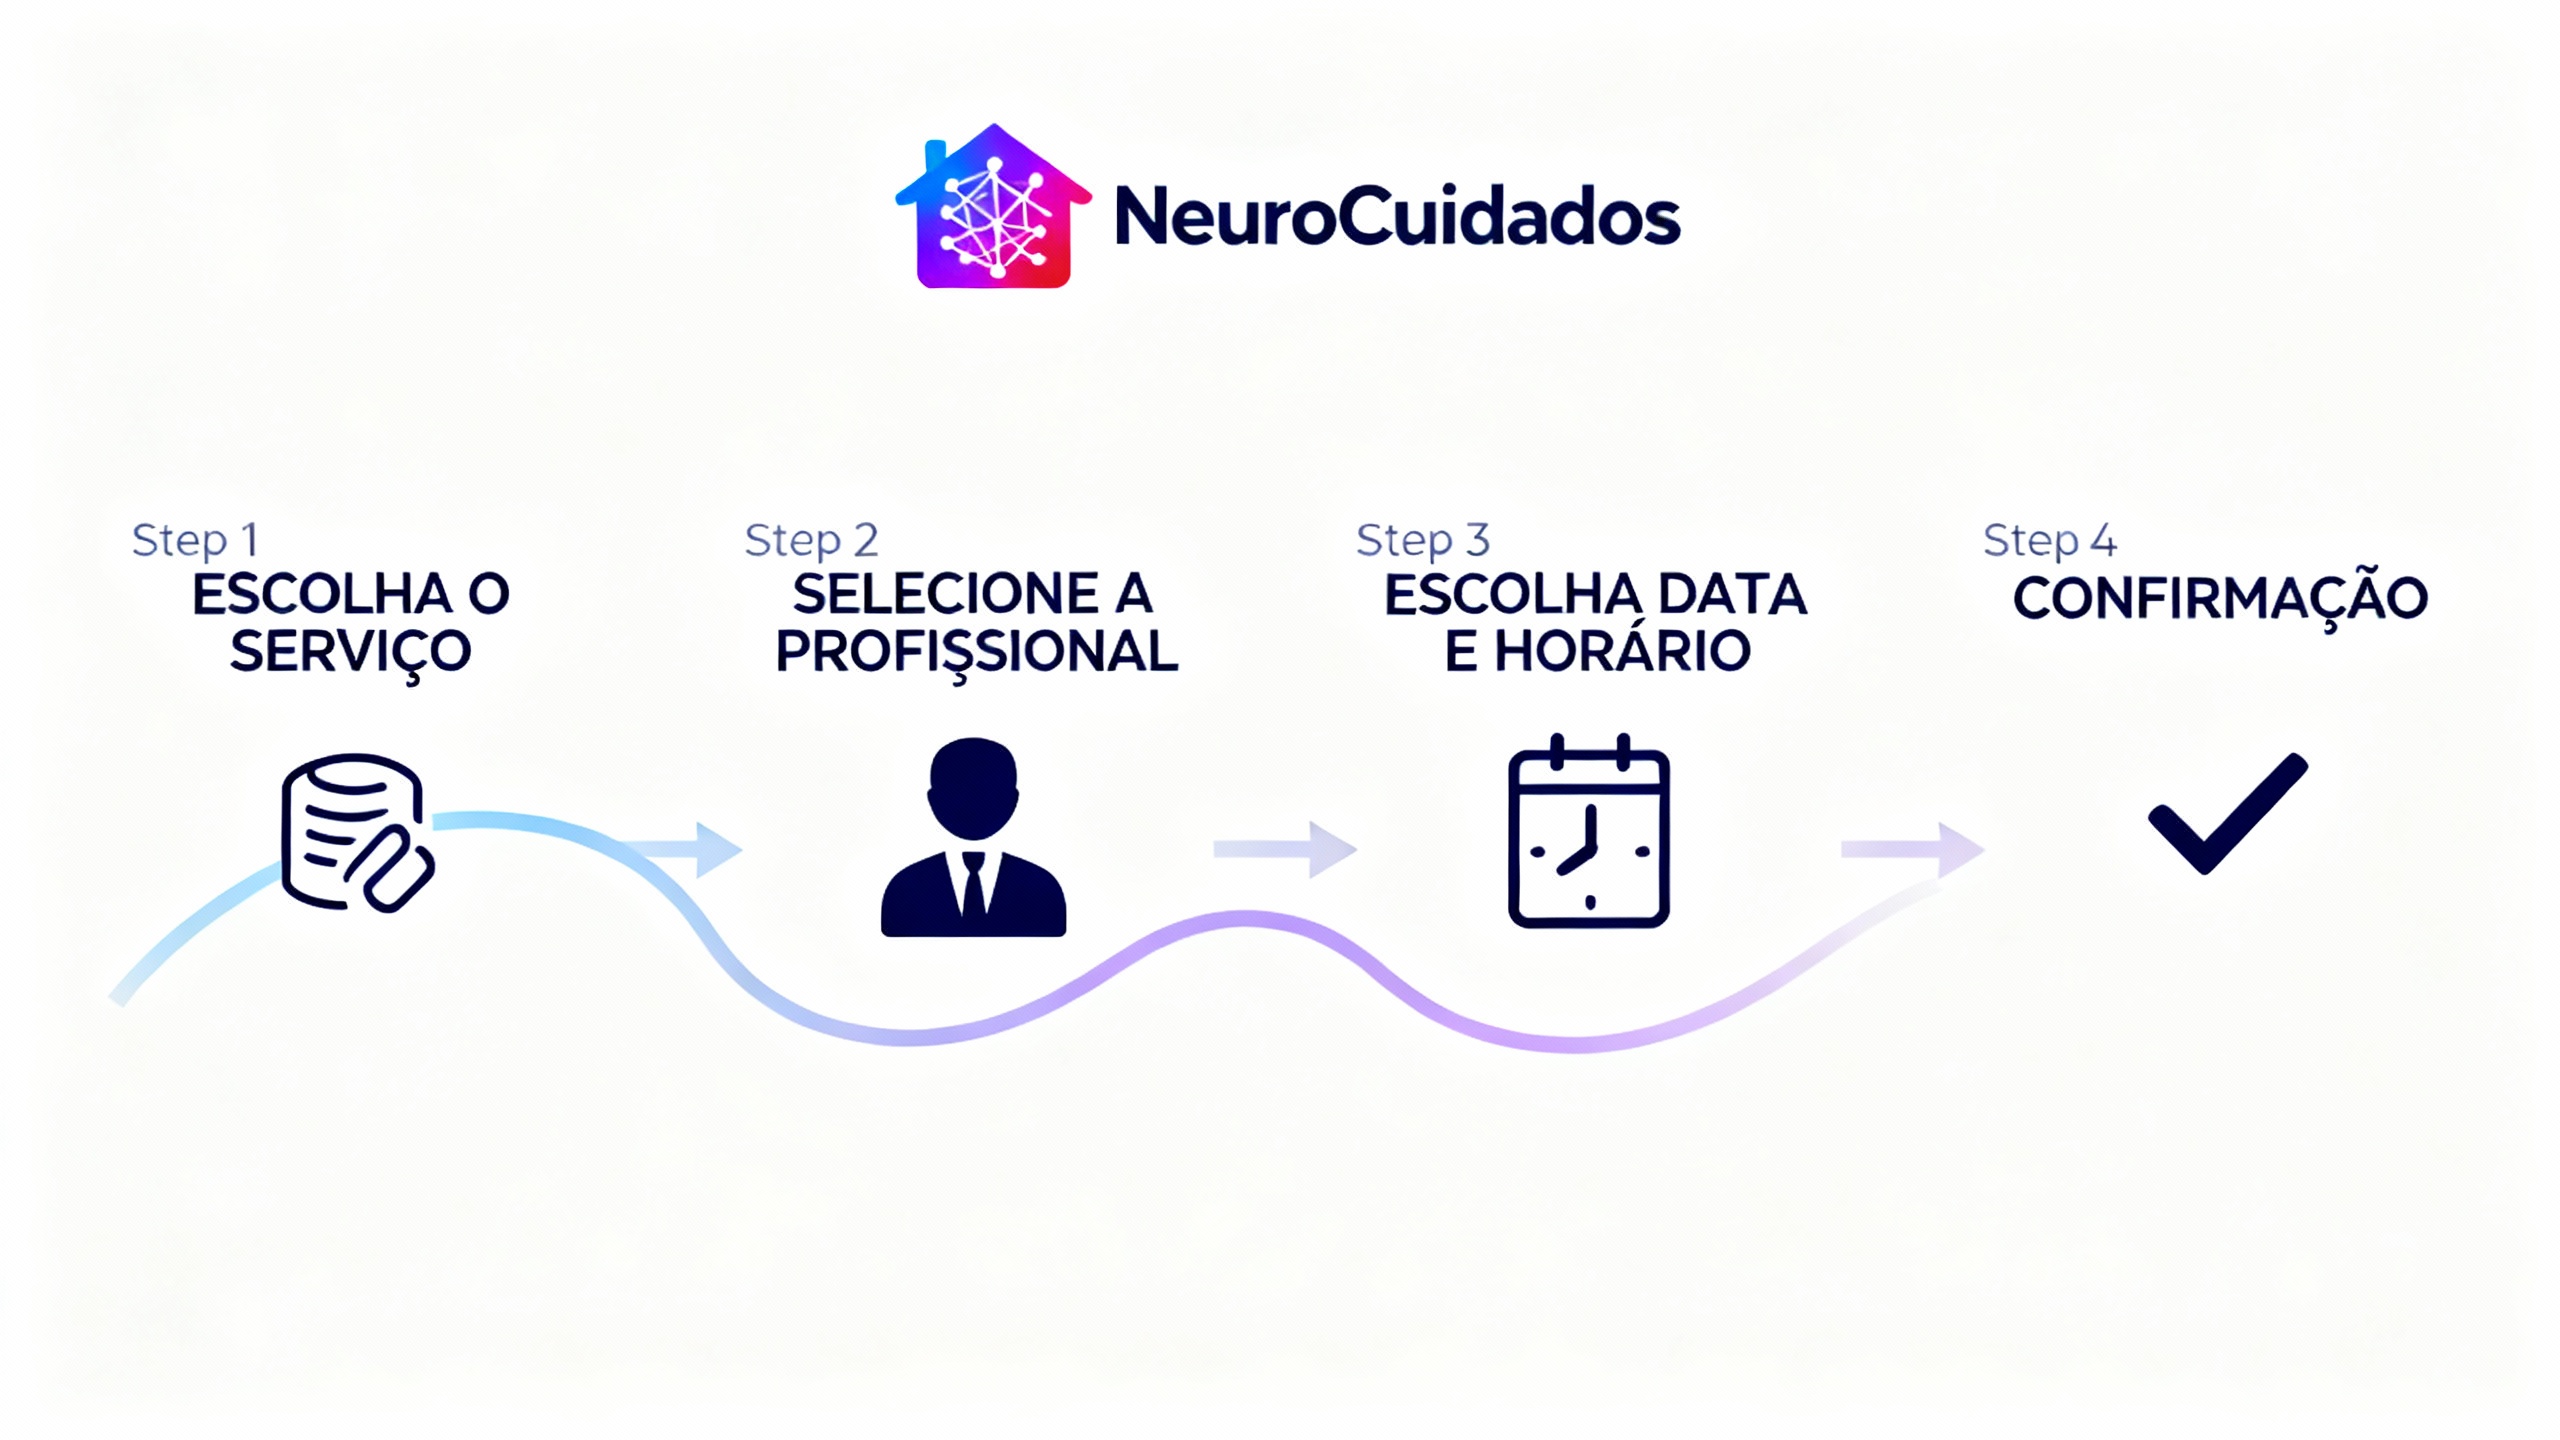 NeuroCuidados
Step 1
ESCOLHA O
SERVIÇO
Step 2
SELECIONE A
PROFIŞSIONAL
Step 3
ESCOLHA DATA
E HORÁRIO
Step 4
CONFIRMAÇÃO